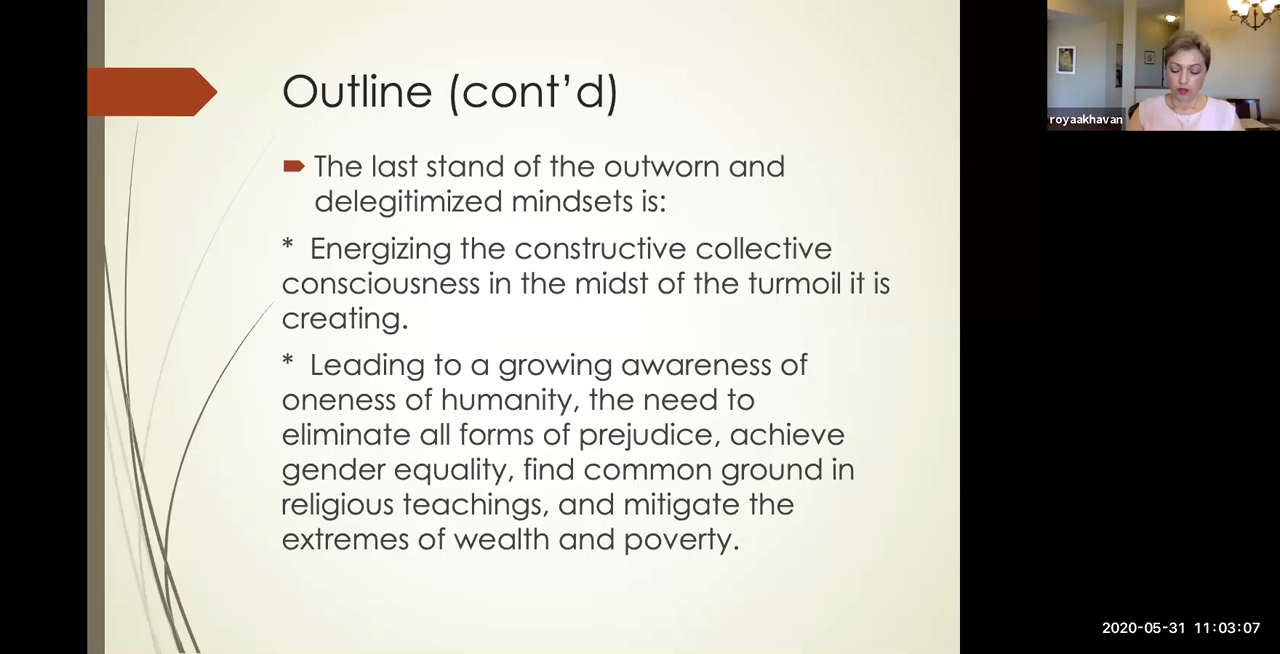 Outline (cont’d)
The last stand of the outworn and
delegitimized mindsets is:
* Energizing the constructive collective
consciousness in the midst of the turmoil it is
creating.
* Leading to a growing awareness of
oneness of humanity, the need to
eliminate all forms of prejudice, achieve
gender equality, find common ground in
religious teachings, and mitigate the
extremes of wealth and poverty.
royaakhavan
2020-05-31 11:03:07